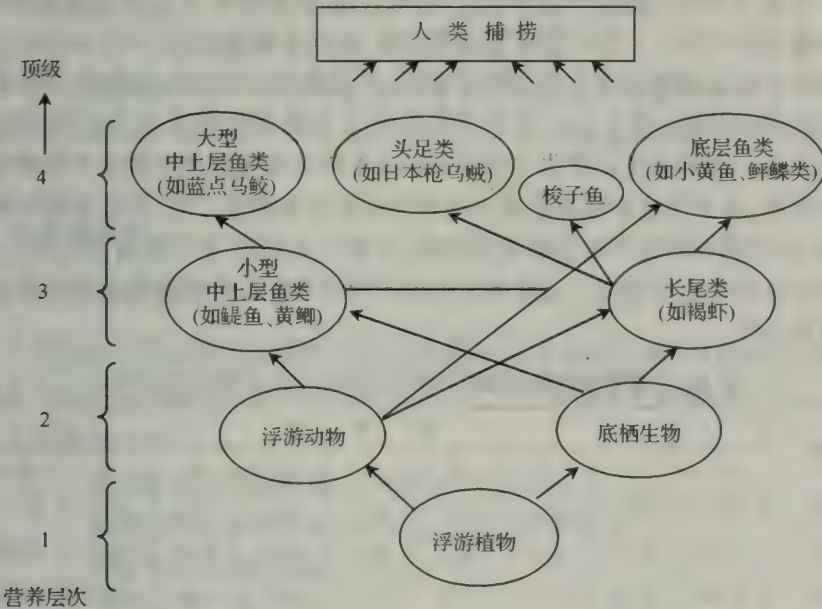 人类捕捞
顶级
大型
中上层鱼类
(如蓝点马鲛)
头足类
(如日本枪乌贼)
底层鱼类
(如小黄鱼、鲆鲽类)
梭子鱼
4
小型
中上层鱼类
(如鳀鱼、黄鲫)
长尾类
(如褐虾)
3
浮游动物
底栖生物
2
浮游植物
1
营养层次